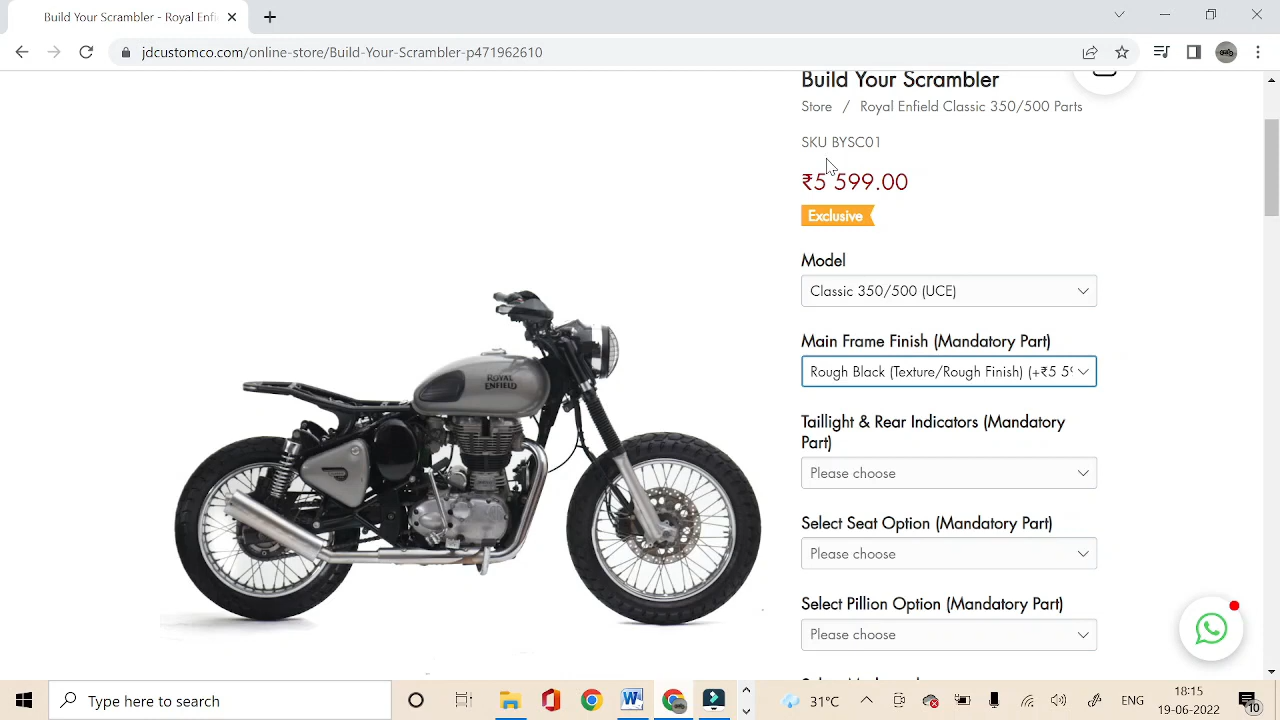 Build Your Scrambler - Royal Enfi
jdcustomco.com/online-store/Build-Your-Scrambler-p471962610
Build Your Scrambler
Store / Royal Enfield Classic 350/500 Parts
SKU BYSC01
₹5 599.00
Exclusive
Model
Classic 350/500 (UCE)
Main Frame Finish (Mandatory Part)
Rough Black (Texture/Rough Finish) (+₹5 59
Taillight & Rear Indicators (Mandatory
Part)
Please choose
Select Seat Option (Mandatory Part)
Please choose
Select Pillion Option (Mandatory Part)
Please choose
ROYAL
ENFIELD
Type here to search
31°C
ENG
18:15
19-06-2022
10